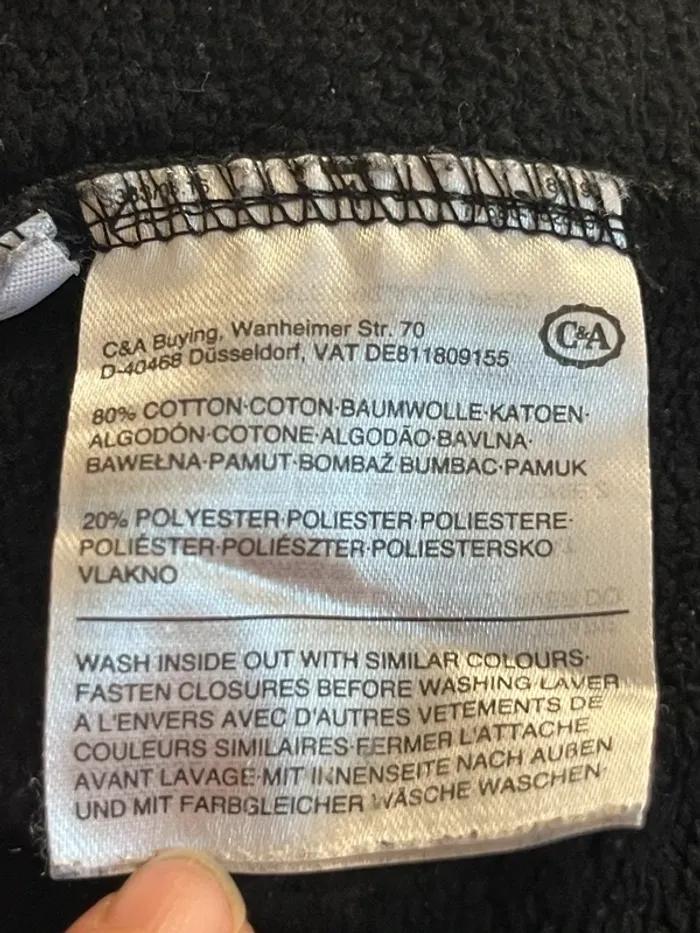 C&A Buying, Wanheimer Str. 70
D-40468 Düsseldorf, VAT DE811809155
C&A
80% COTTON·COTON·BAUMWOLLE·KATOEN·
ALGODÓN·COTONE·ALGODÃO·BAVLNA·
BAWEŁNA·PAMUT·BOMBAŽ BUMBAC·PAMUK
20% POLYESTER·POLIESTER·POLIESTERE·
POLIÉSTER·POLIÉSZTER·POLIESTERSKO
VLAKNO
WASH INSIDE OUT WITH SIMILAR COLOURS·
FASTEN CLOSURES BEFORE WASHING LAVER
A L'ENVERS AVEC D'AUTRES VETEMENTS DE
COULEURS SIMILAIRES·FERMER L'ATTACHE
AVANT LAVAGE·MIT INNENSEITE NACH AUßEN
UND MIT FARBGLEICHER WÄSCHE WASCHEN·